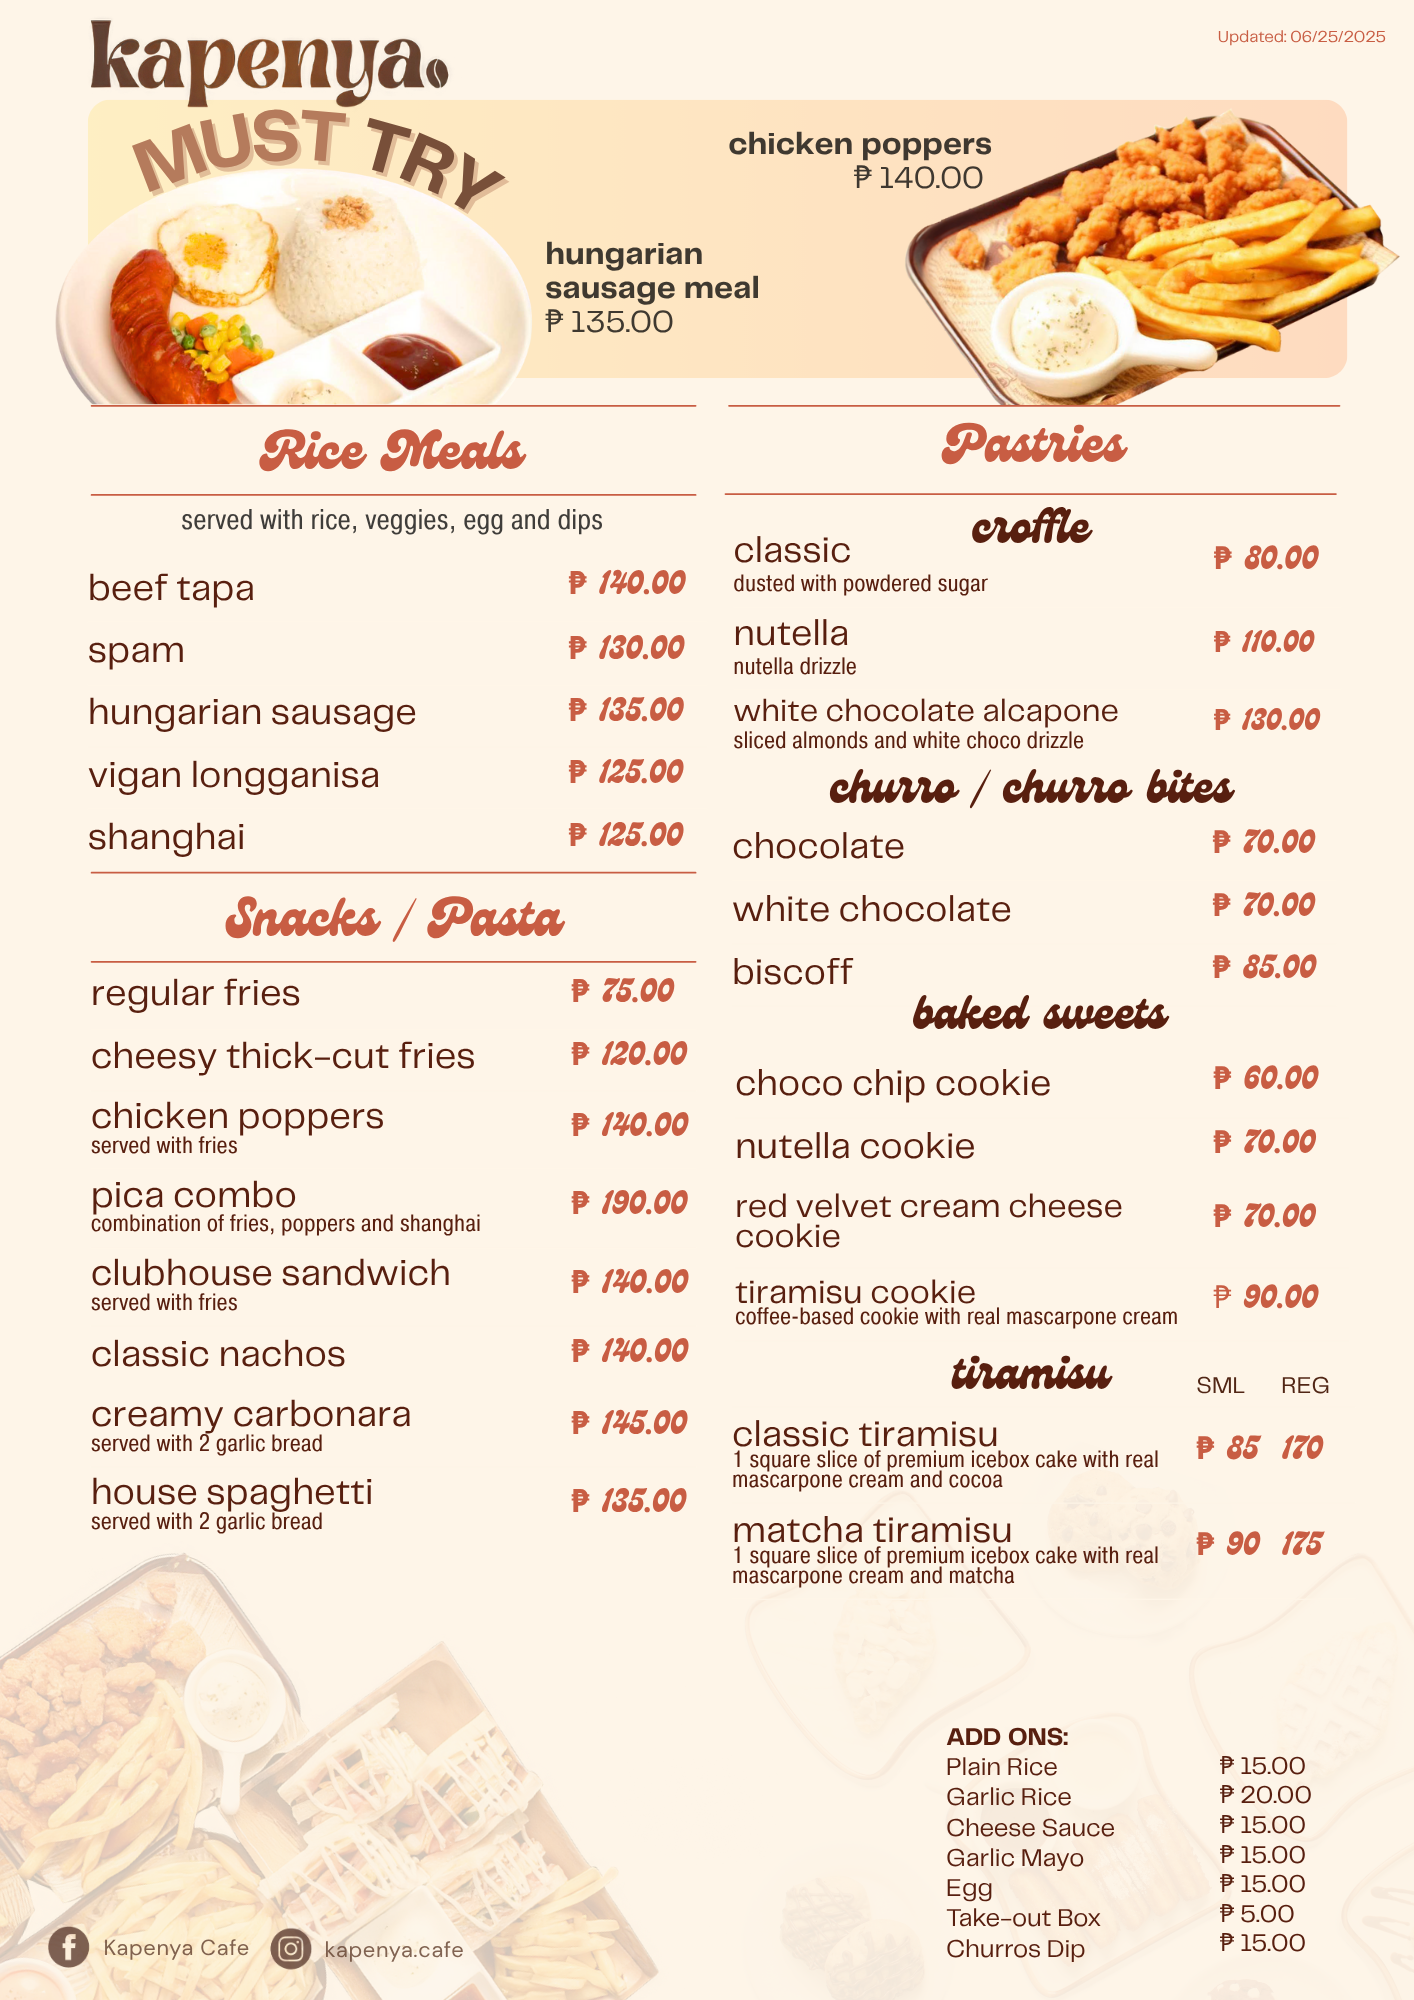 kapenya
Updated: 06/25/2025
MUST TRY
chicken poppers
₱ 140.00
hungarian
sausage meal
₱ 135.00
Rice Meals
served with rice, veggies, egg and dips
beef tapa ₱ 140.00
spam ₱ 130.00
hungarian sausage ₱ 135.00
vigan longganisa ₱ 125.00
shanghai ₱ 125.00
Snacks / Pasta
regular fries ₱ 75.00
cheesy thick-cut fries ₱ 120.00
chicken poppers ₱ 140.00
served with fries
pica combo ₱ 190.00
combination of fries, poppers and shanghai
clubhouse sandwich ₱ 140.00
served with fries
classic nachos ₱ 140.00
creamy carbonara ₱ 145.00
served with 2 garlic bread
house spaghetti ₱ 135.00
served with 2 garlic bread
Pastries
croffle
classic ₱ 80.00
dusted with powdered sugar
nutella ₱ 110.00
nutella drizzle
white chocolate alcapone ₱ 130.00
sliced almonds and white choco drizzle
churro / churro bites
chocolate ₱ 70.00
white chocolate ₱ 70.00
biscoff ₱ 85.00
baked sweets
choco chip cookie ₱ 60.00
nutella cookie ₱ 70.00
red velvet cream cheese
cookie ₱ 70.00
tiramisu cookie ₱ 90.00
coffee-based cookie with real mascarpone cream
tiramisu SML REG
classic tiramisu ₱ 85 170
1 square slice of premium icebox cake with real
mascarpone cream and cocoa
matcha tiramisu ₱ 90 175
1 square slice of premium icebox cake with real
mascarpone cream and matcha
ADD ONS:
Plain Rice ₱ 15.00
Garlic Rice ₱ 20.00
Cheese Sauce ₱ 15.00
Garlic Mayo ₱ 15.00
Egg ₱ 15.00
Take-out Box ₱ 5.00
Churros Dip ₱ 15.00
Kapenya Cafe kapenya.cafe